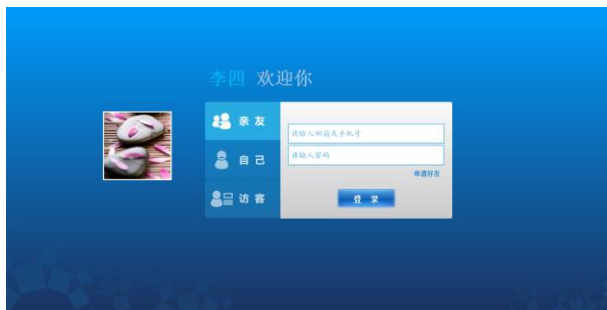 李四 欢迎你
亲友
请输入邮箱或手机号
自己
请输入密码
申请好友
访客
登 录